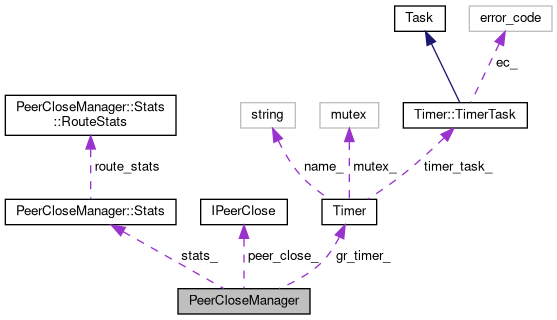 Task
error_code
ec_
PeerCloseManager::Stats
::RouteStats
string
mutex
Timer::TimerTask
route_stats
name_
mutex_
timer_task_
PeerCloseManager::Stats
IPeerClose
Timer
stats_
peer_close_
gr_timer_
PeerCloseManager